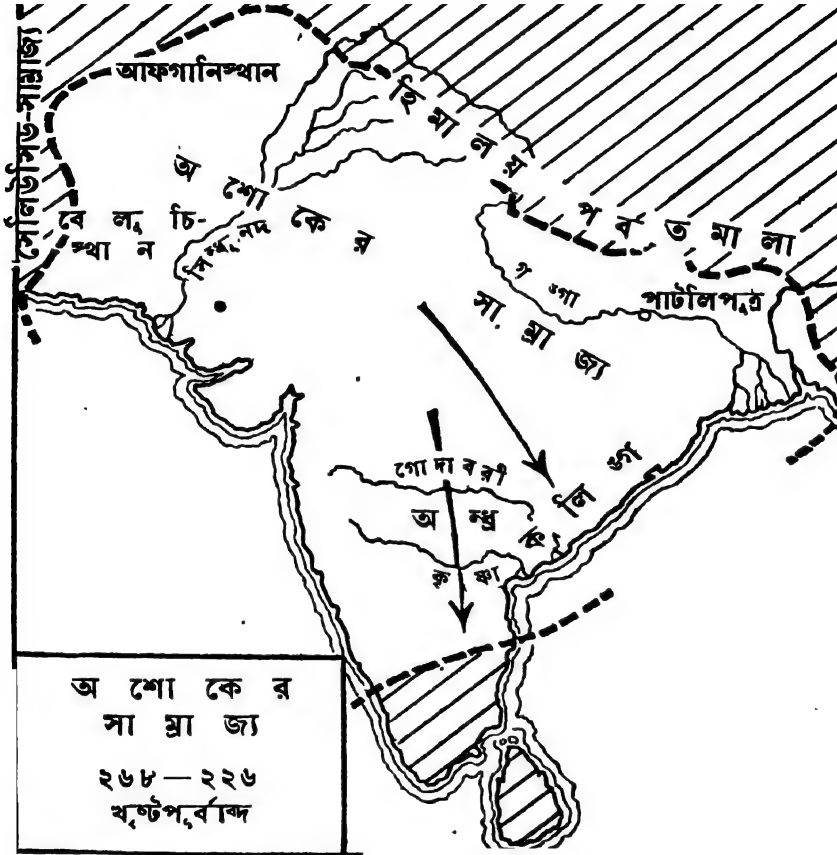 সেলিউসিড-সাম্রাজ্য
আফগানিস্থান
হিমালয়
পর্বতমালা
অশোকের
সাম্রাজ্য
বেলুচি-
স্থান
সিন্ধুনদ
গঙ্গা
পাটলিপুত্র
গোদাবরী
অন্ধ্র
কলিঙ্গ
কৃষ্ণা
অশোকের
সাম্রাজ্য
২৬৮ — ২২৬
খৃষ্টপূর্বাব্দ